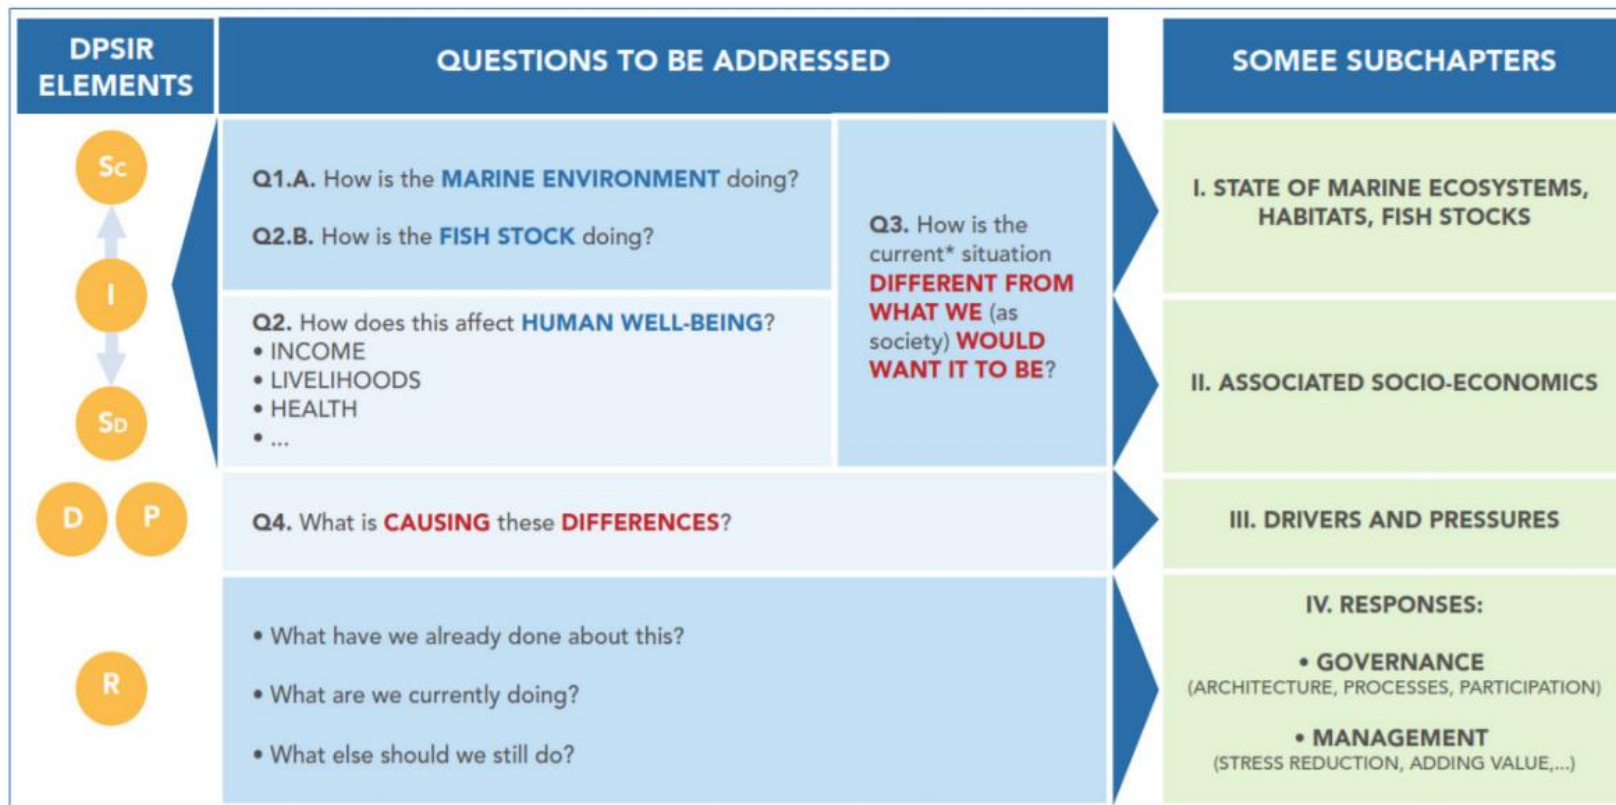 DPSIR
ELEMENTS
QUESTIONS TO BE ADDRESSED
SOMEE SUBCHAPTERS
Sc
I
SD
Q1.A. How is the MARINE ENVIRONMENT doing?
Q2.B. How is the FISH STOCK doing?
Q2. How does this affect HUMAN WELL-BEING?
• INCOME
• LIVELIHOODS
• HEALTH
• ...
Q3. How is the
current* situation
DIFFERENT FROM
WHAT WE (as
society) WOULD
WANT IT TO BE?
I. STATE OF MARINE ECOSYSTEMS,
HABITATS, FISH STOCKS
II. ASSOCIATED SOCIO-ECONOMICS
D
P
Q4. What is CAUSING these DIFFERENCES?
III. DRIVERS AND PRESSURES
R
• What have we already done about this?
• What are we currently doing?
• What else should we still do?
IV. RESPONSES:
• GOVERNANCE
(ARCHITECTURE, PROCESSES, PARTICIPATION)
• MANAGEMENT
(STRESS REDUCTION, ADDING VALUE,...)